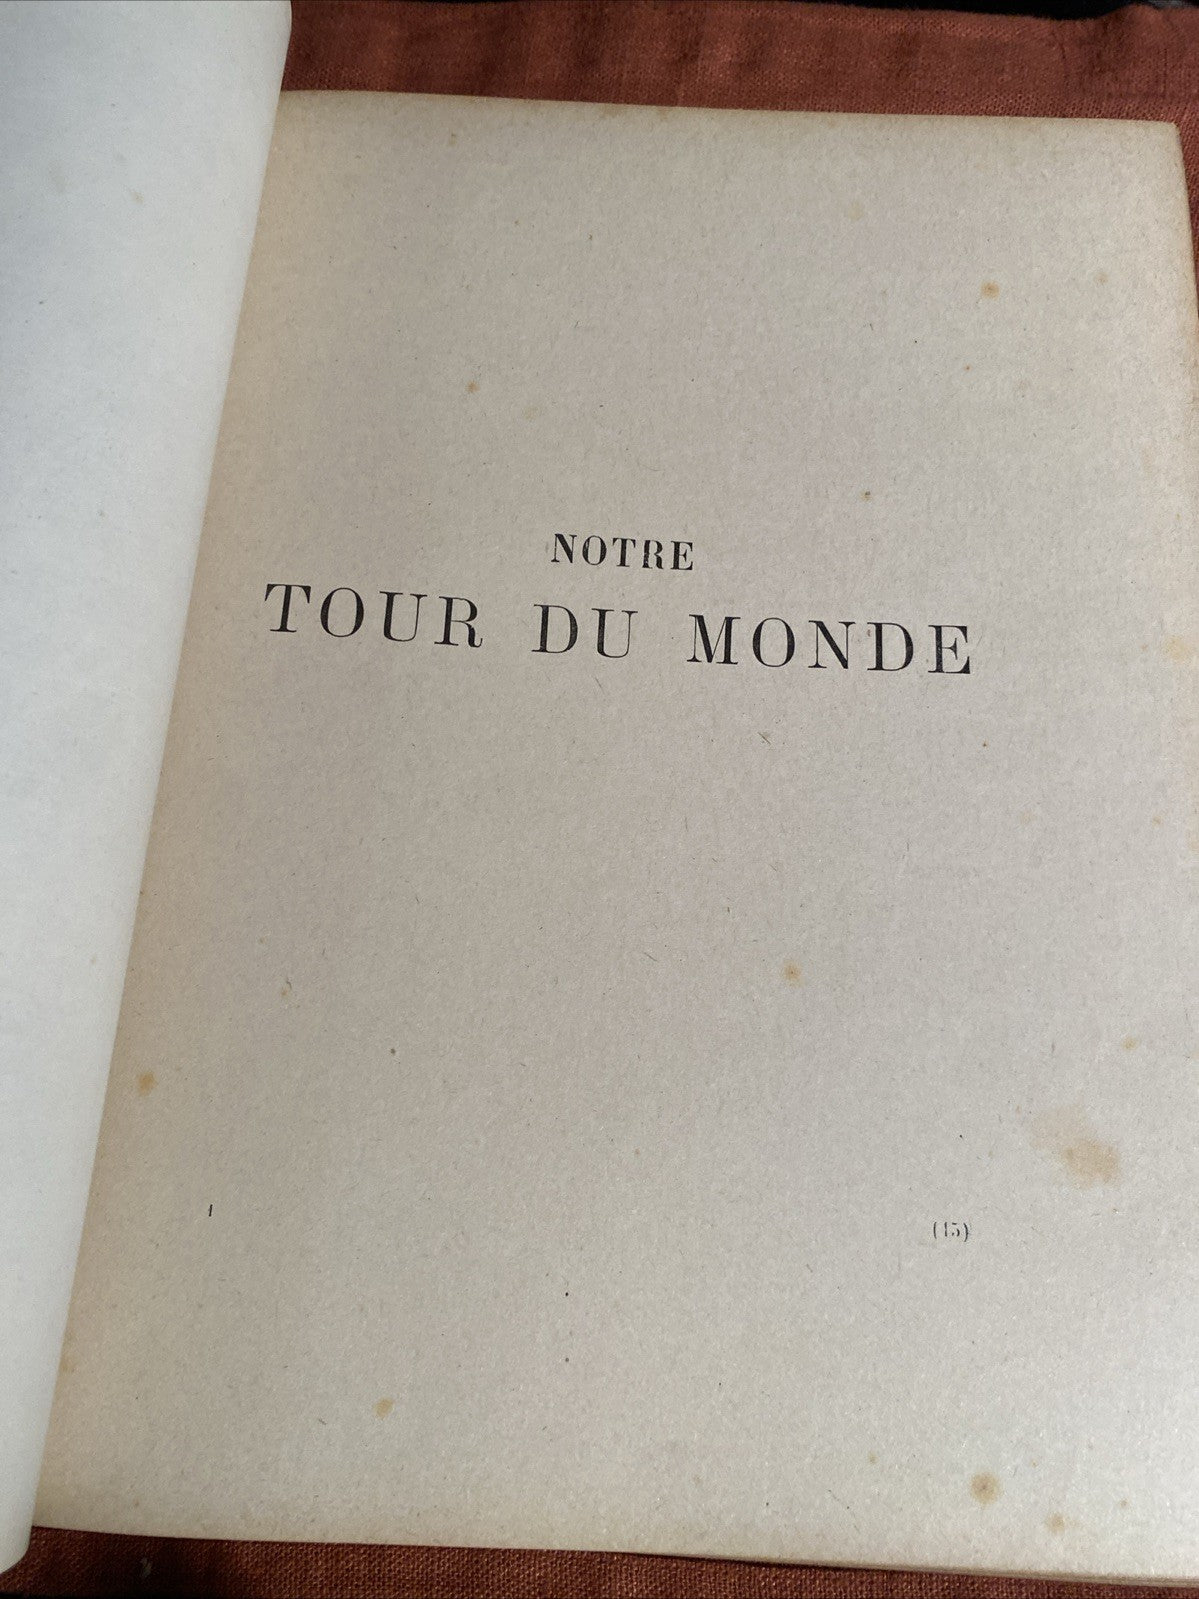 NOTRE
TOUR DU MONDE
1 (15)